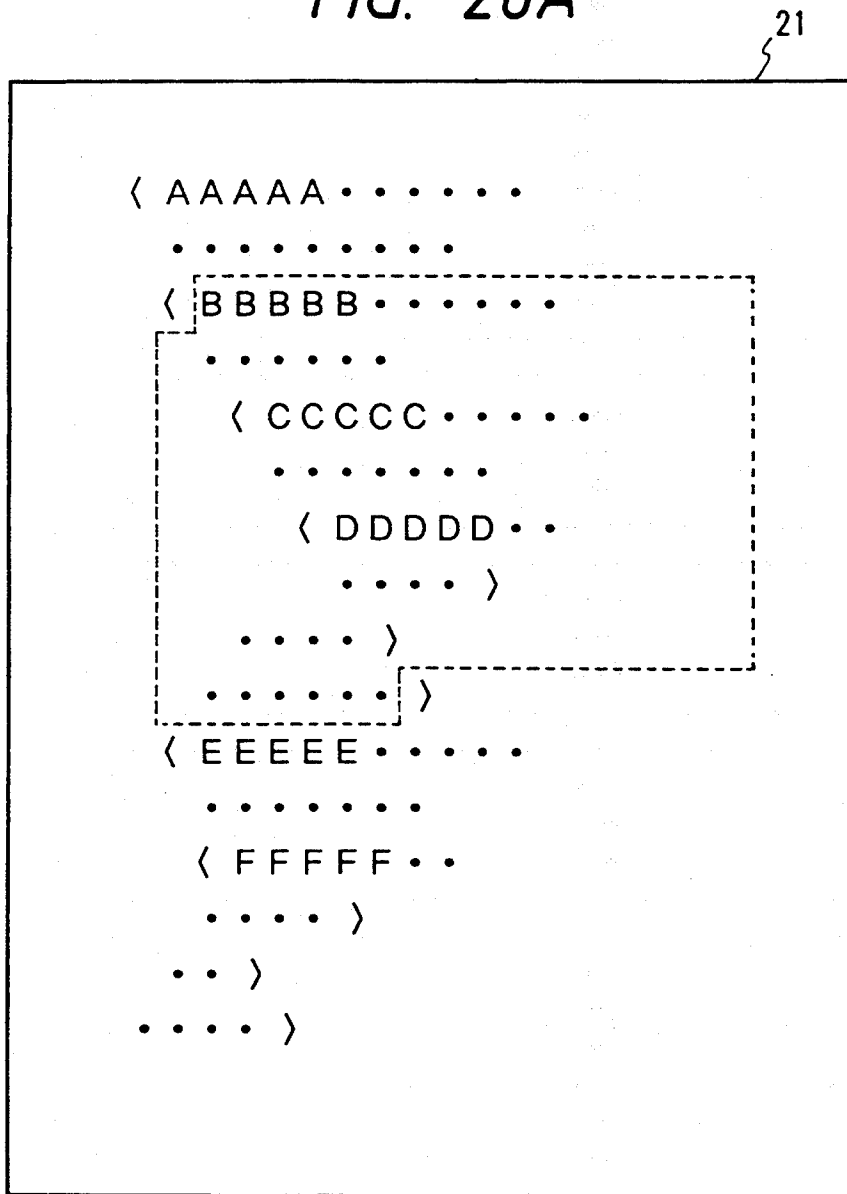 FIG. 20A
21
〈 AAAAA • • • • • •
• • • • • • • • •
〈 BBBBB • • • • • •
• • • • • •
〈 CCCCC • • • • •
• • • • • • •
〈 DDDDD • •
• • • • 〉
• • • • 〉
• • • • • • 〉
〈 EEEEE • • • • •
• • • • • • •
〈 FFFFF • •
• • • • 〉
• • 〉
• • • • 〉